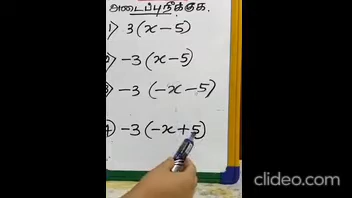 அடைப்பு நீக்குக.
1) 3(x-5)
2) -3(x-5)
3) -3(-x-5)
4) -3(-x+5)
clideo.com